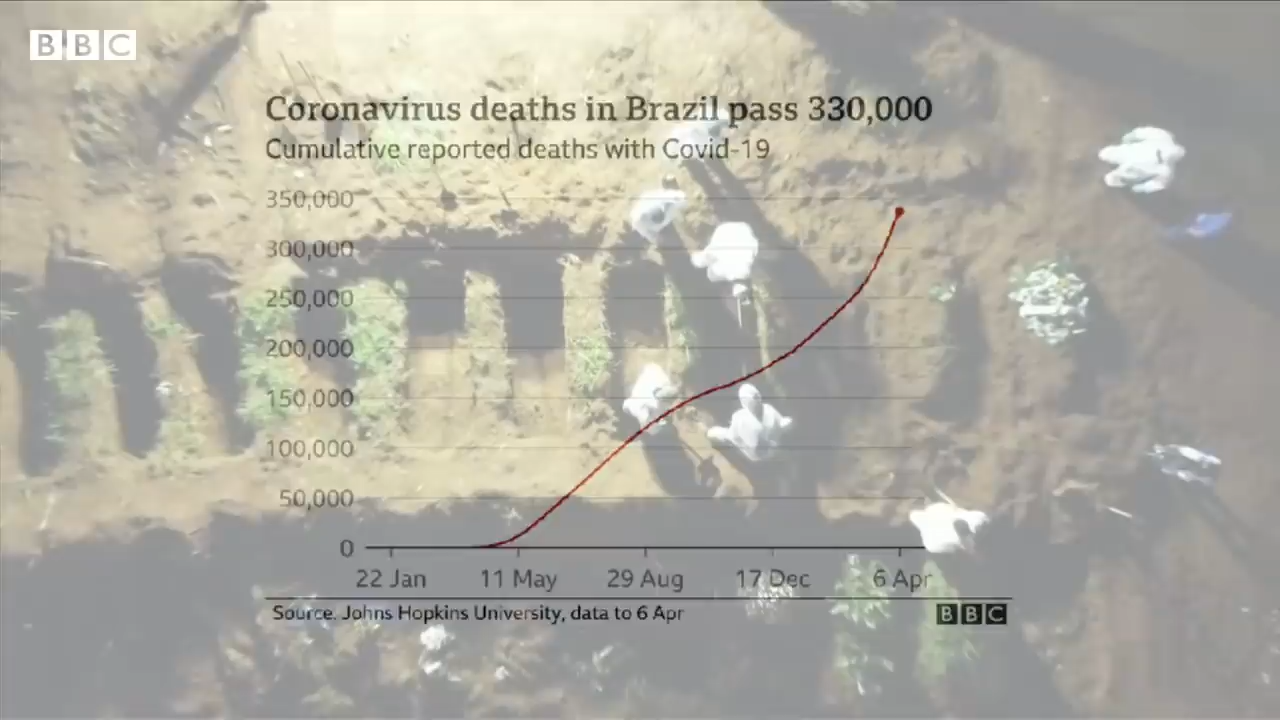 BBC
Coronavirus deaths in Brazil pass 330,000
Cumulative reported deaths with Covid-19
350,000
300,000
250,000
200,000
150,000
100,000
50,000
0
22 Jan 11 May 29 Aug 17 Dec 6 Apr
Source. Johns Hopkins University, data to 6 Apr BBC